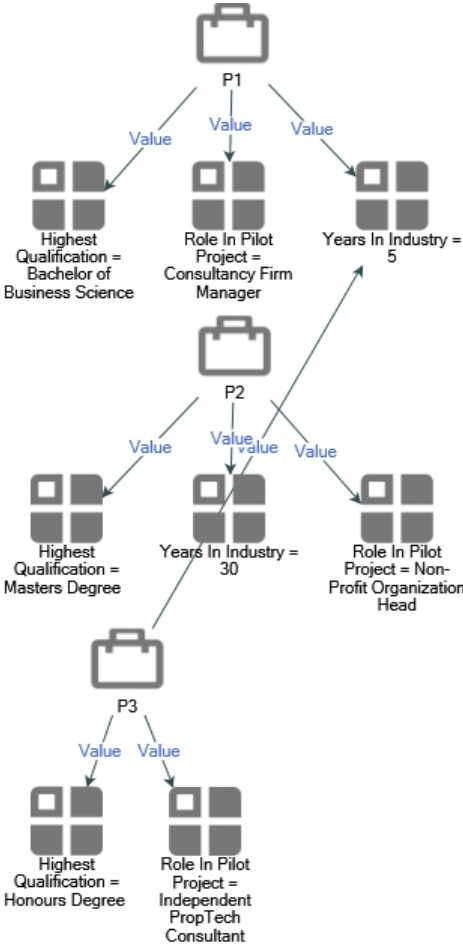 P1
Value
Value
Value
Highest
Qualification =
Bachelor of
Business Science
Role In Pilot
Project =
Consultancy Firm
Manager
Years In Industry =
5
P2
Value
Value
Value
Value
Highest
Qualification =
Masters Degree
Years In Industry =
30
Role In Pilot
Project = Non-
Profit Organization
Head
P3
Value
Value
Highest
Qualification =
Honours Degree
Role In Pilot
Project =
Independent
PropTech
Consultant